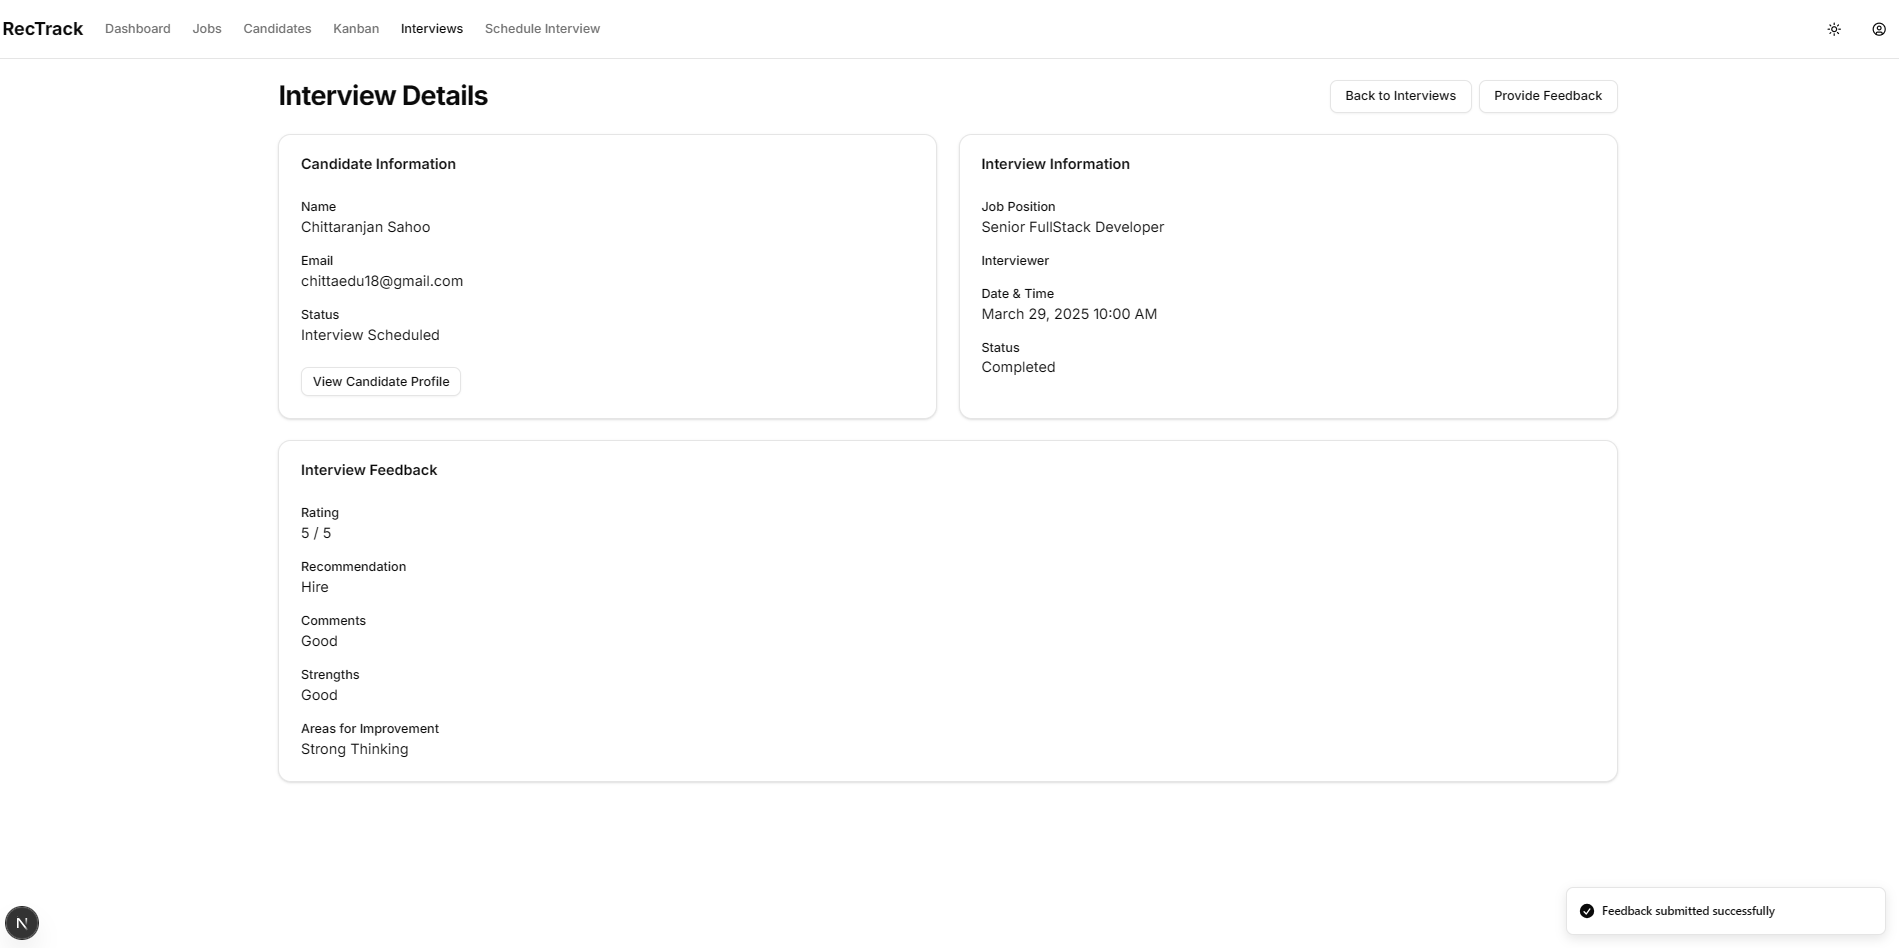 RecTrack Dashboard Jobs Candidates Kanban Interviews Schedule Interview
Interview Details
Back to Interviews Provide Feedback
Candidate Information
Name
Chittaranjan Sahoo
Email
chittaedu18@gmail.com
Status
Interview Scheduled
View Candidate Profile
Interview Information
Job Position
Senior FullStack Developer
Interviewer
Date & Time
March 29, 2025 10:00 AM
Status
Completed
Interview Feedback
Rating
5 / 5
Recommendation
Hire
Comments
Good
Strengths
Good
Areas for Improvement
Strong Thinking
N
Feedback submitted successfully